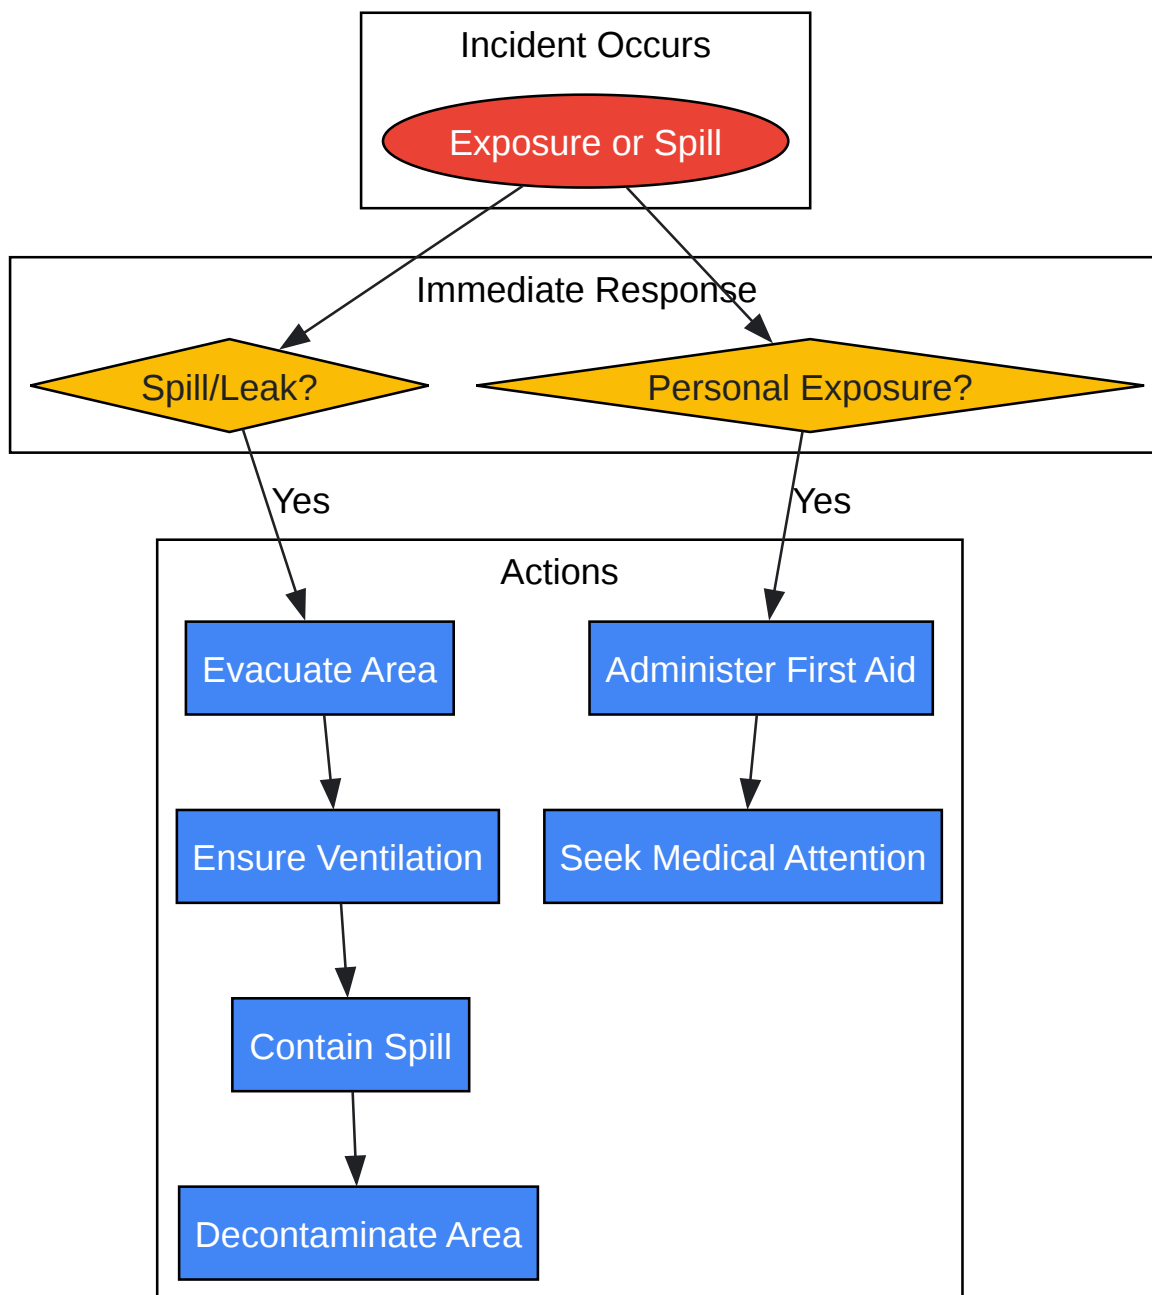 Incident Occurs
Exposure or Spill
Immediate Response
Spill/Leak?
Personal Exposure?
Yes
Yes
Actions
Evacuate Area
Administer First Aid
Ensure Ventilation
Seek Medical Attention
Contain Spill
Decontaminate Area